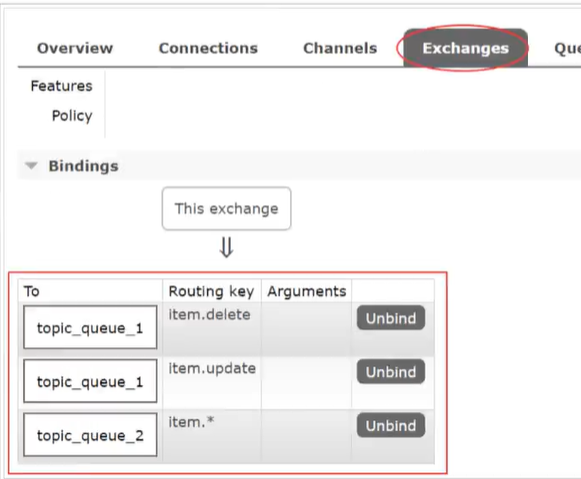 Overview Connections Channels Exchanges Que
Features
Policy
Bindings
This exchange
To Routing key Arguments
topic_queue_1 item.delete Unbind
topic_queue_1 item.update Unbind
topic_queue_2 item.* Unbind